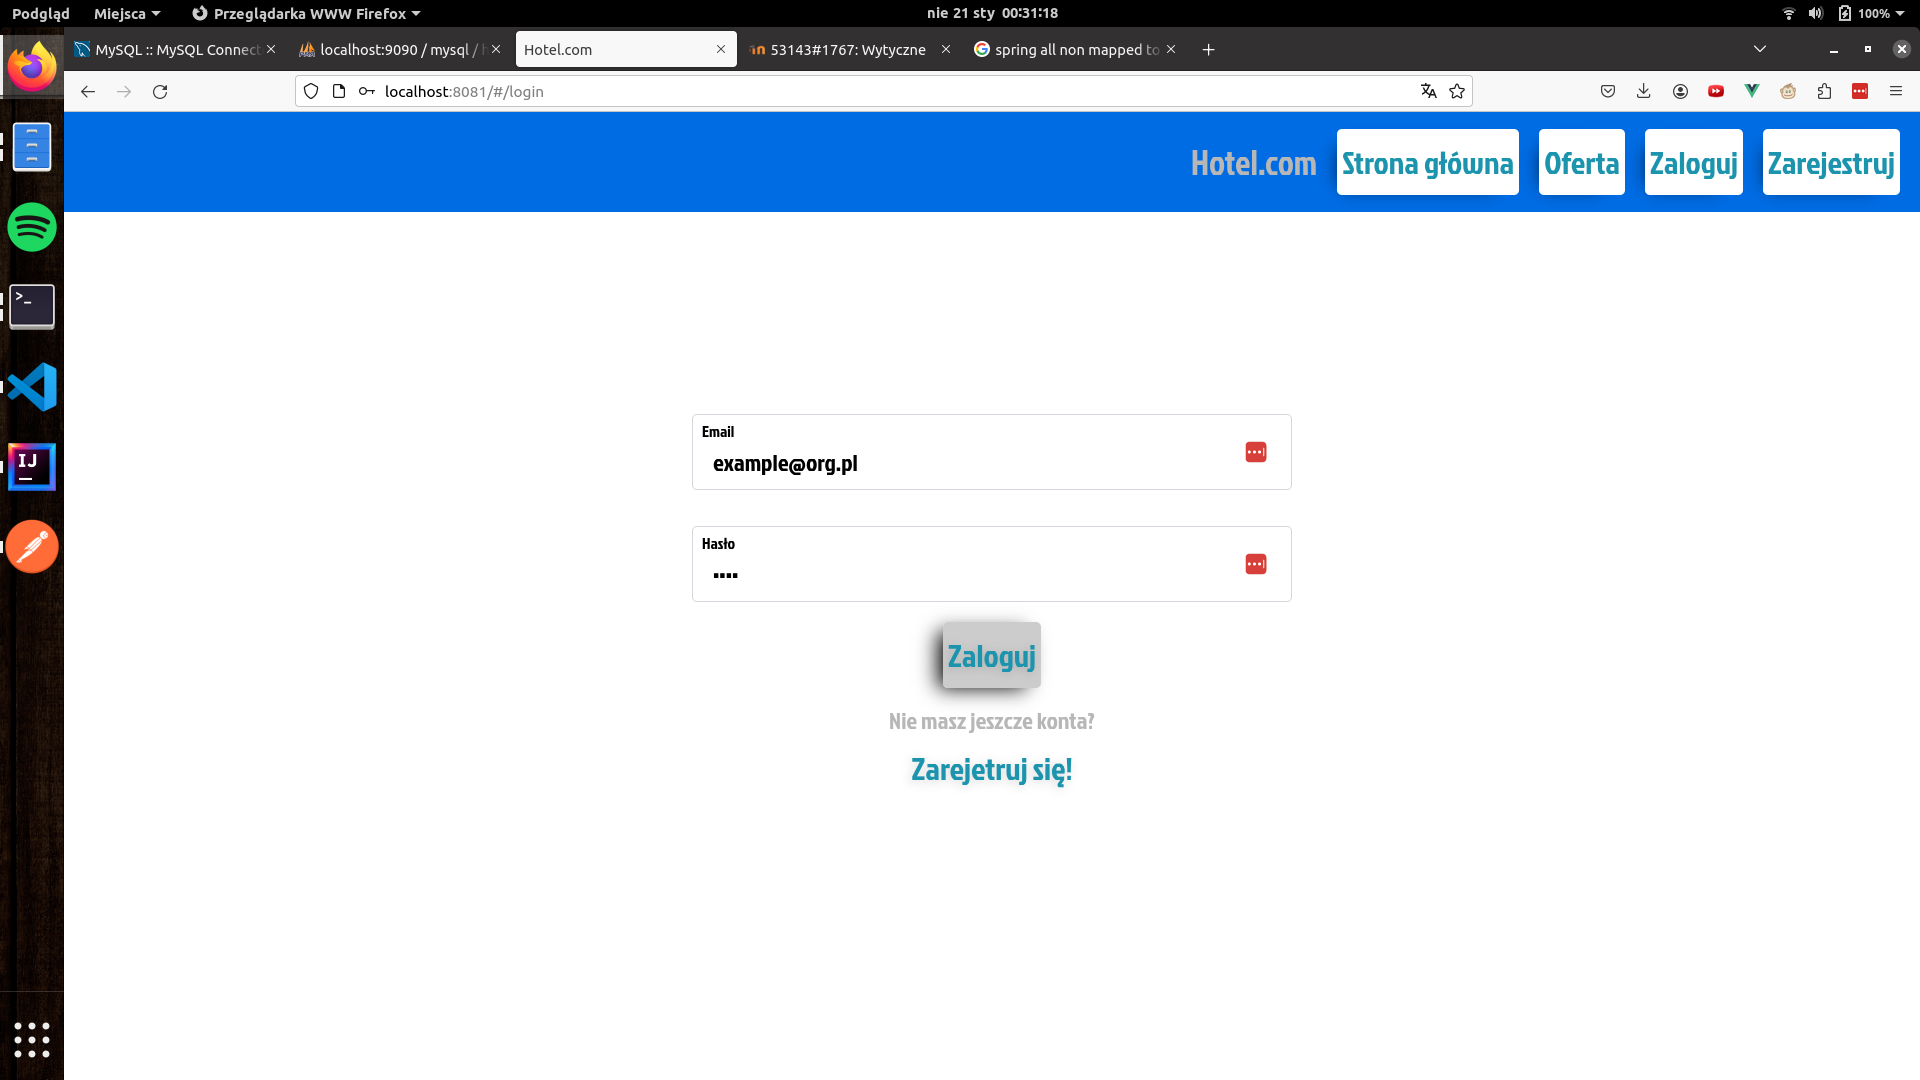 Podgląd Miejsca Przeglądarka WWW Firefox nie 21 sty 00:31:18 100%
MySQL :: MySQL Connect localhost:9090 / mysql / h Hotel.com 53143#1767: Wytyczne spring all non mapped to
localhost:8081/#/login
Hotel.com Strona główna Oferta Zaloguj Zarejestruj
Email
example@org.pl
Hasło
••••
Zaloguj
Nie masz jeszcze konta?
Zarejetruj się!